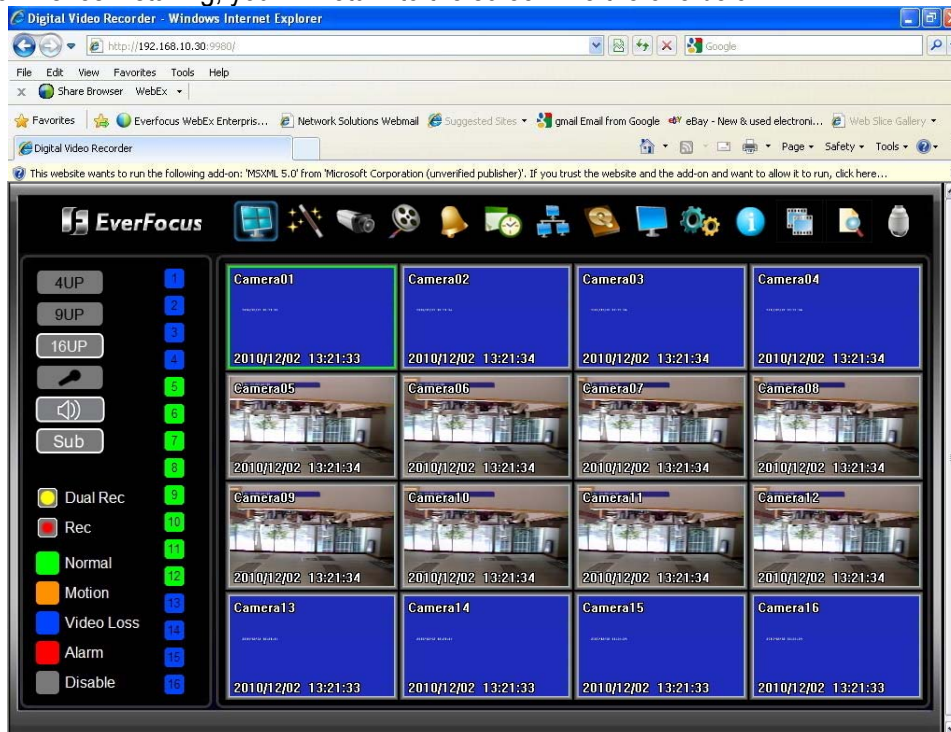 Digital Video Recorder - Windows Internet Explorer
http://192.168.10.30:9980/
Google
File Edit View Favorites Tools Help
x Share Browser WebEx
Favorites Everfocus WebEx Enterpris... Network Solutions Webmail Suggested Sites gmail Email from Google eBay - New & used electroni... Web Slice Gallery
Digital Video Recorder
Page Safety Tools
This website wants to run the following add-on: 'MSXML 5.0' from 'Microsoft Corporation (unverified publisher)'. If you trust the website and the add-on and want to allow it to run, click here...
EverFocus
4UP
9UP
16UP
Sub
Dual Rec
Rec
Normal
Motion
Video Loss
Alarm
Disable
1
2
3
4
5
6
7
8
9
10
11
12
13
14
15
16
Camera01 Camera02 Camera03 Camera04
2010/12/02 13:21:33 2010/12/02 13:21:34 2010/12/02 13:21:34 2010/12/02 13:21:34
Camera05 Camera06 Camera07 Camera08
2010/12/02 13:21:34 2010/12/02 13:21:34 2010/12/02 13:21:34 2010/12/02 13:21:34
Camera09 Camera10 Camera11 Camera12
2010/12/02 13:21:34 2010/12/02 13:21:34 2010/12/02 13:21:34 2010/12/02 13:21:34
Camera13 Camera14 Camera15 Camera16
2010/12/02 13:21:33 2010/12/02 13:21:33 2010/12/02 13:21:33 2010/12/02 13:21:33